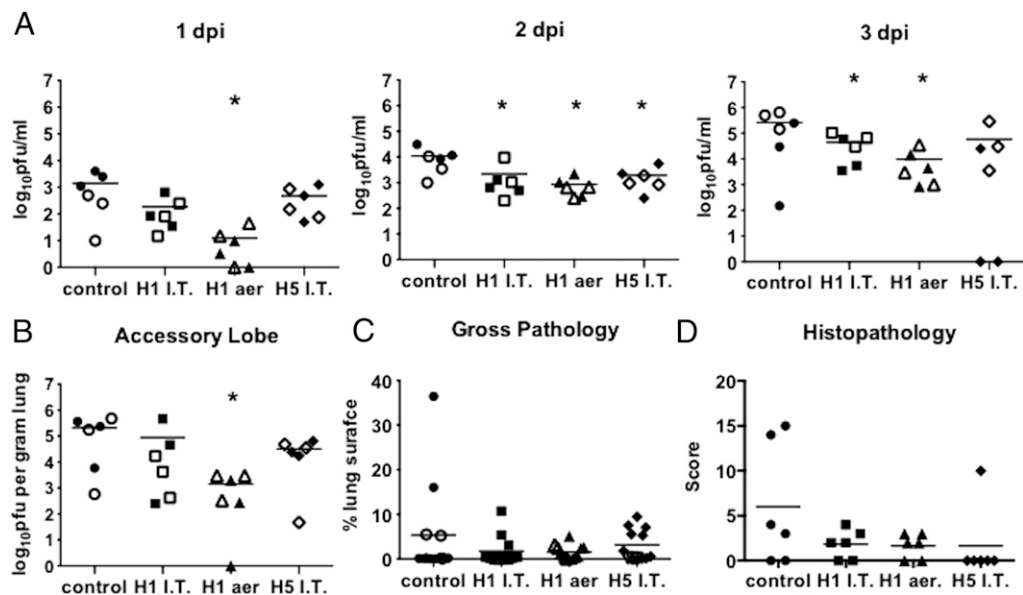 A
1 dpi
2 dpi
3 dpi
*
*
*
*
*
*
log10pfu/ml
7
6
5
4
3
2
1
0
control H1 I.T. H1 aer H5 I.T.
log10pfu/ml
7
6
5
4
3
2
1
0
control H1 I.T. H1 aer H5 I.T.
log10pfu/ml
7
6
5
4
3
2
1
0
control H1 I.T. H1 aer H5 I.T.
B
Accessory Lobe
*
log10pfu per gram lung
7
6
5
4
3
2
1
0
control H1 I.T. H1 aer H5 I.T.
C
Gross Pathology
% lung surafce
40
30
20
10
0
control H1 I.T. H1 aer H5 I.T.
D
Histopathology
Score
20
15
10
5
0
control H1 I.T. H1 aer. H5 I.T.